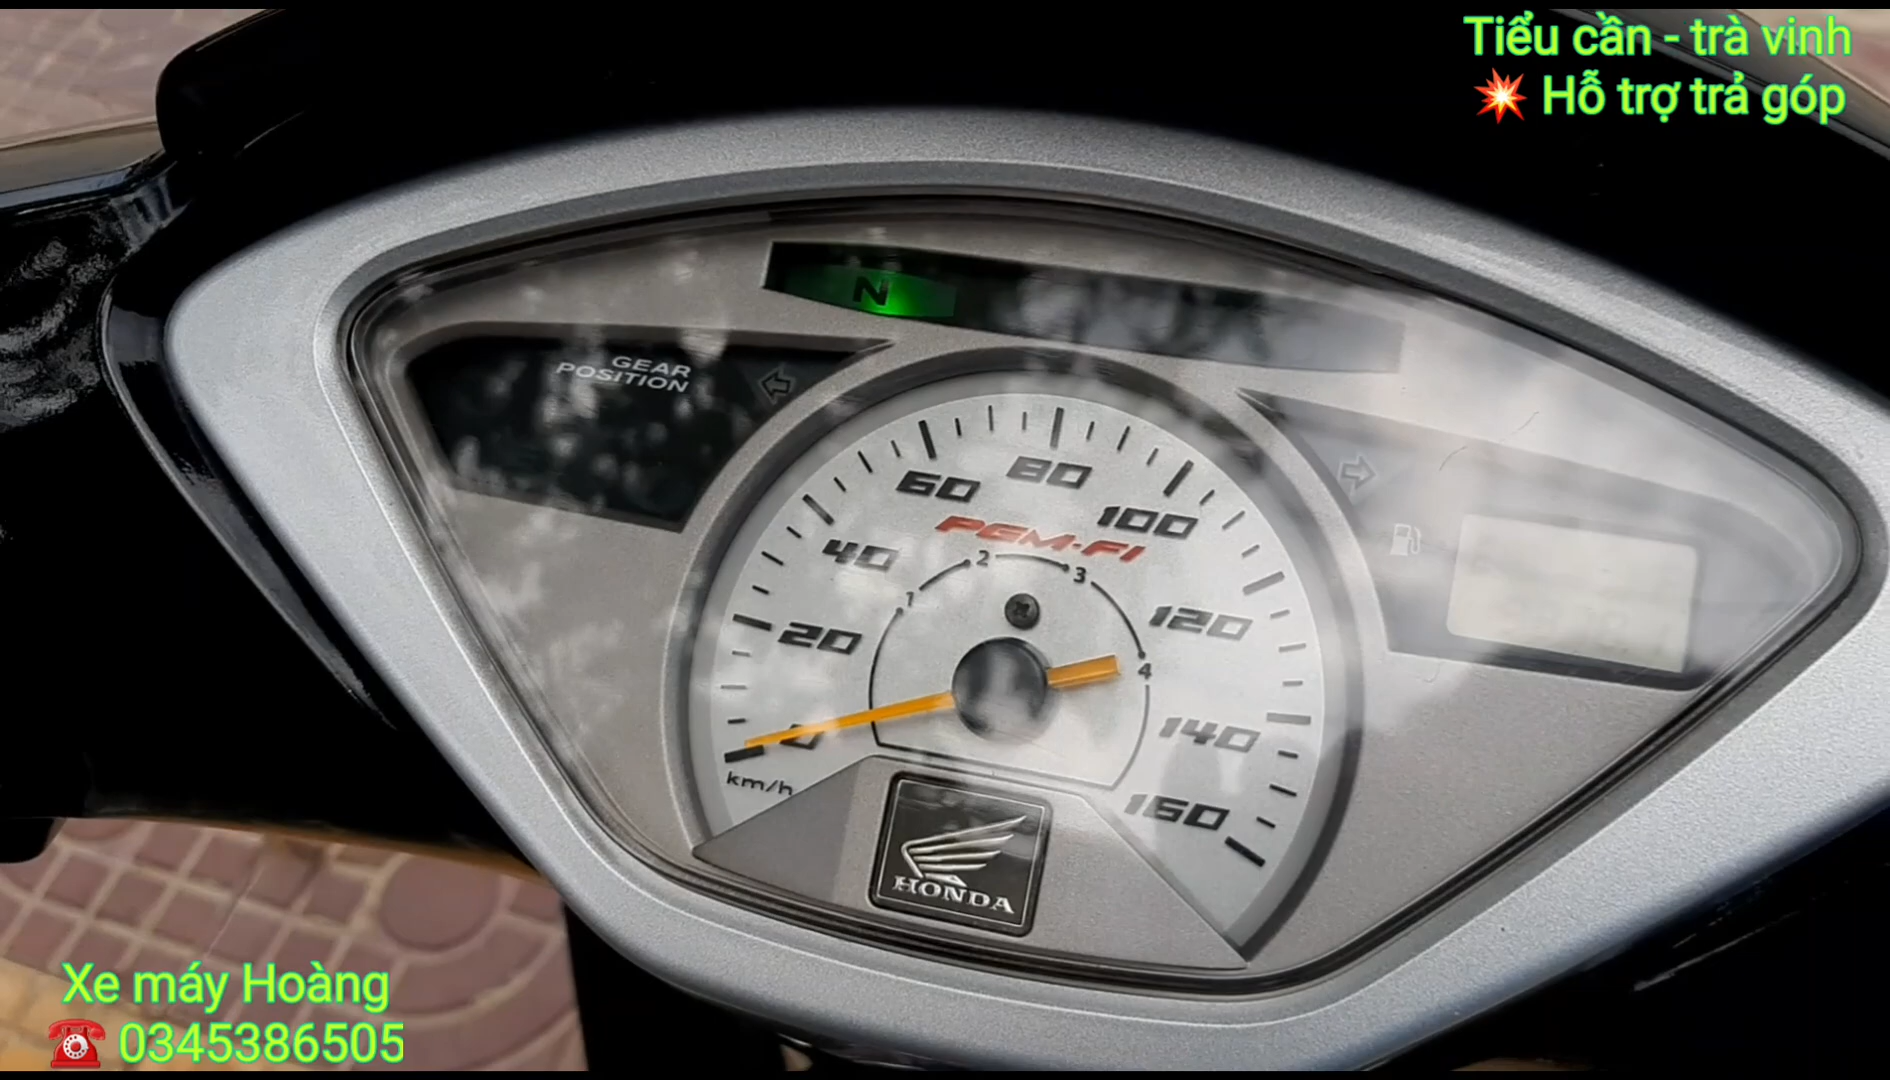 Tiểu cần - trà vinh
💥 Hỗ trợ trả góp
N
GEAR
POSITION
0
20
40
60
80
100
120
140
160
PGM-FI
1
2
3
4
km/h
HONDA
Xe máy Hoàng
☎️ 0345386505